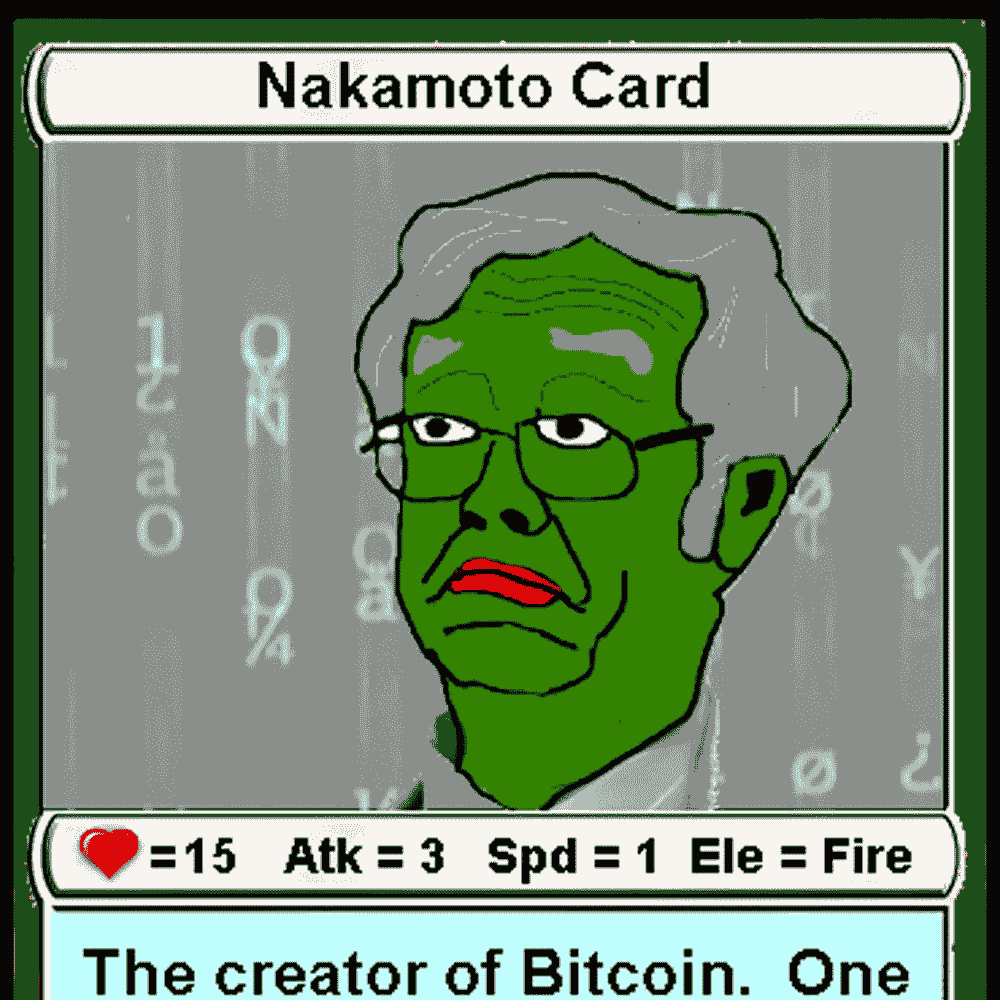 Nakamoto Card
=15 Atk = 3 Spd = 1 Ele = Fire
The creator of Bitcoin. One